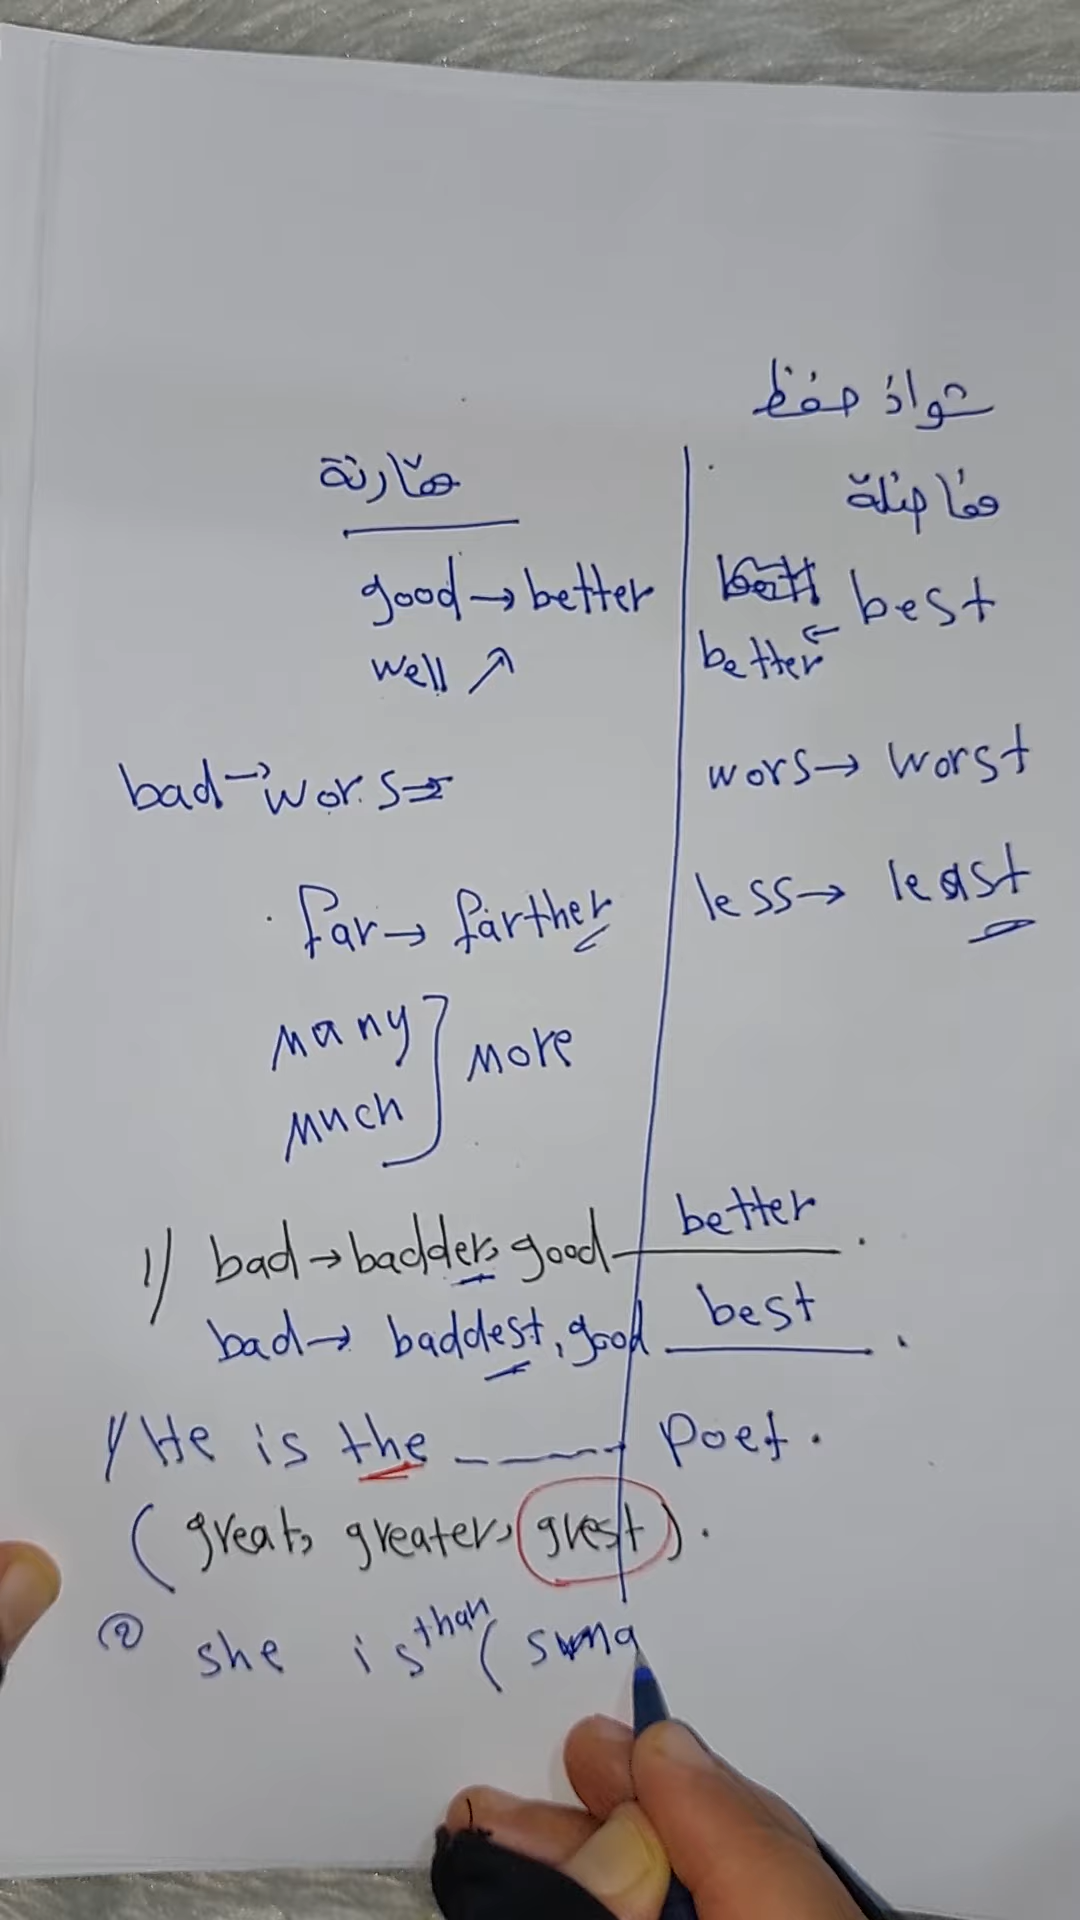 شواذ حفظ
مقارنة
مفاضلة
good → better
best
well ↗
better ←
bad → wors
wors → worst
far → farther
less → least
many
much } more
1/ bad → badder, good better .
bad → baddest, good best .
1/ He is the ------ Poet .
( great, greater, grest ) .
② she is than ( sma